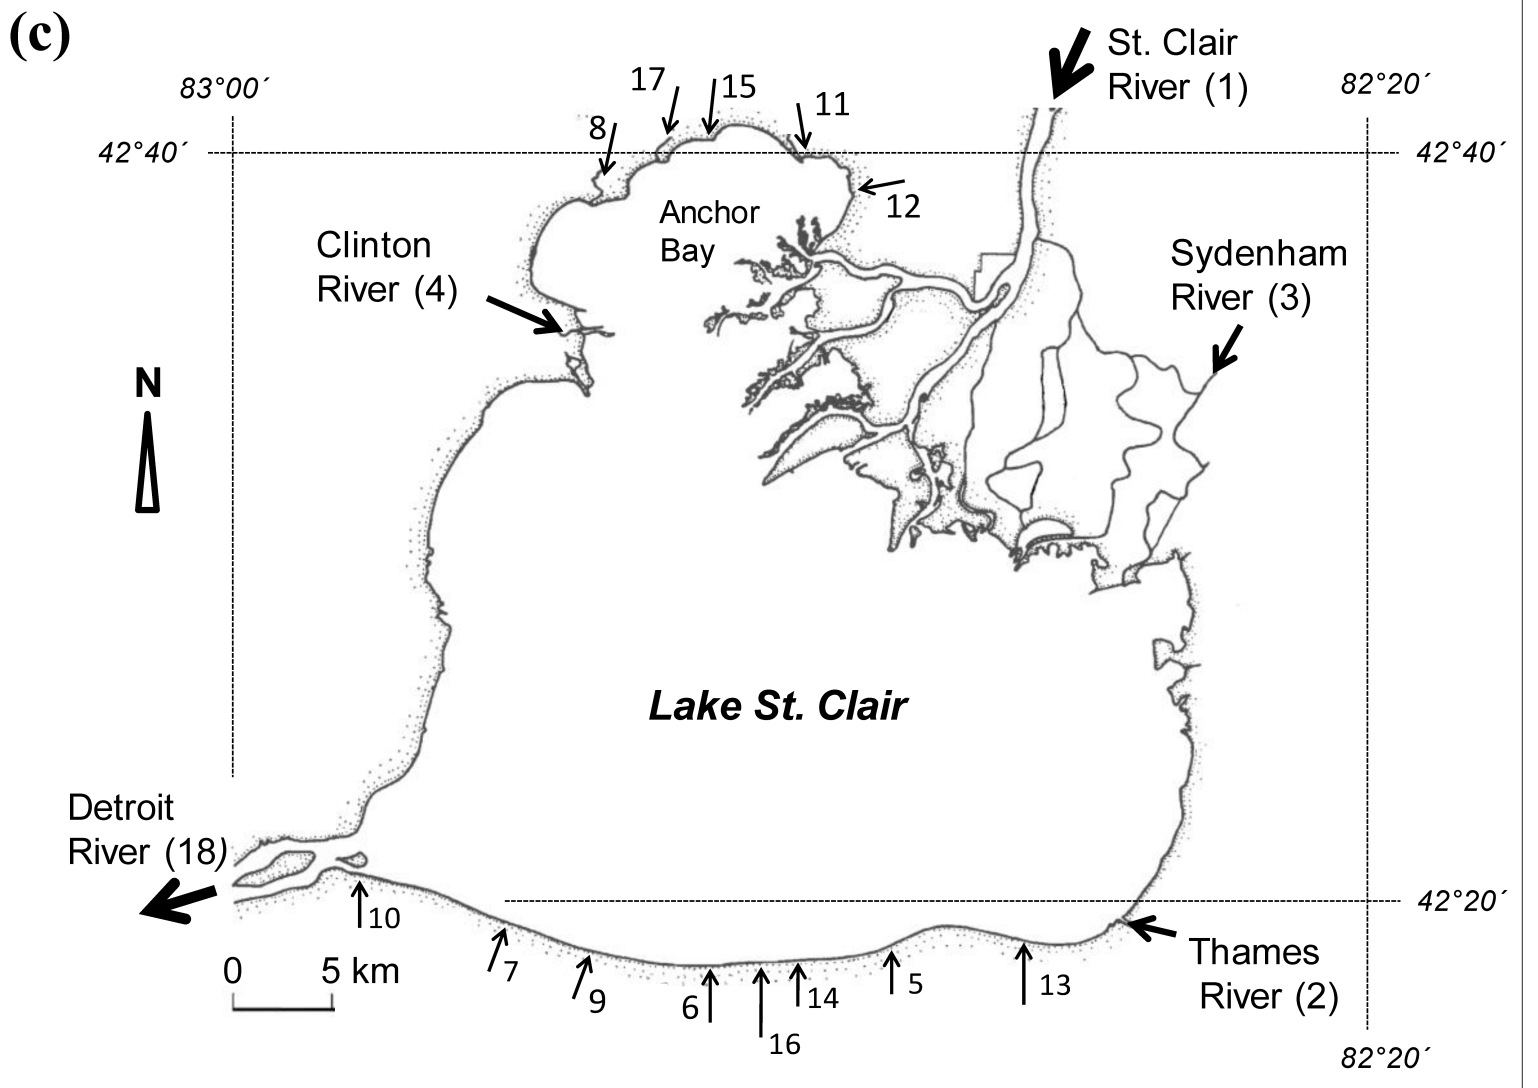 (c)
St. Clair
River (1)
83°00´
82°20´
17
15
11
8
42°40´
42°40´
12
Anchor
Bay
Clinton
River (4)
Sydenham
River (3)
N
Lake St. Clair
Detroit
River (18)
42°20´
10
7
9
6
16
14
5
13
Thames
River (2)
0 5 km
82°20´